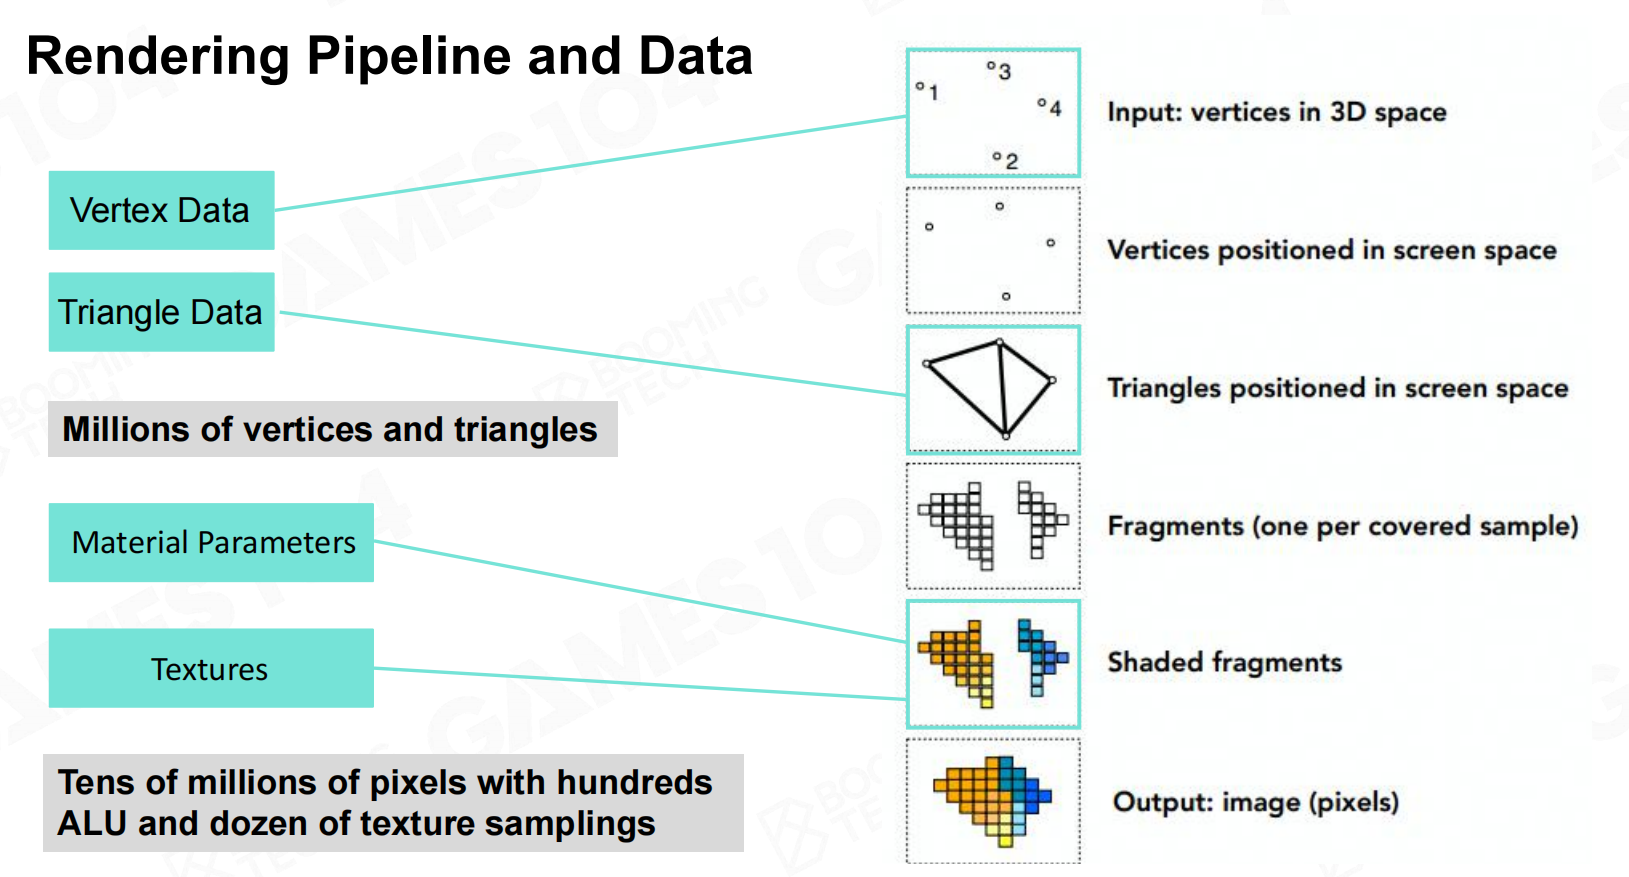 Rendering Pipeline and Data
Vertex Data
Triangle Data
Millions of vertices and triangles
Material Parameters
Textures
Tens of millions of pixels with hundreds
ALU and dozen of texture samplings
1
3
4
2
Input: vertices in 3D space
Vertices positioned in screen space
Triangles positioned in screen space
Fragments (one per covered sample)
Shaded fragments
Output: image (pixels)
GAMES104
BOOMING
TECH